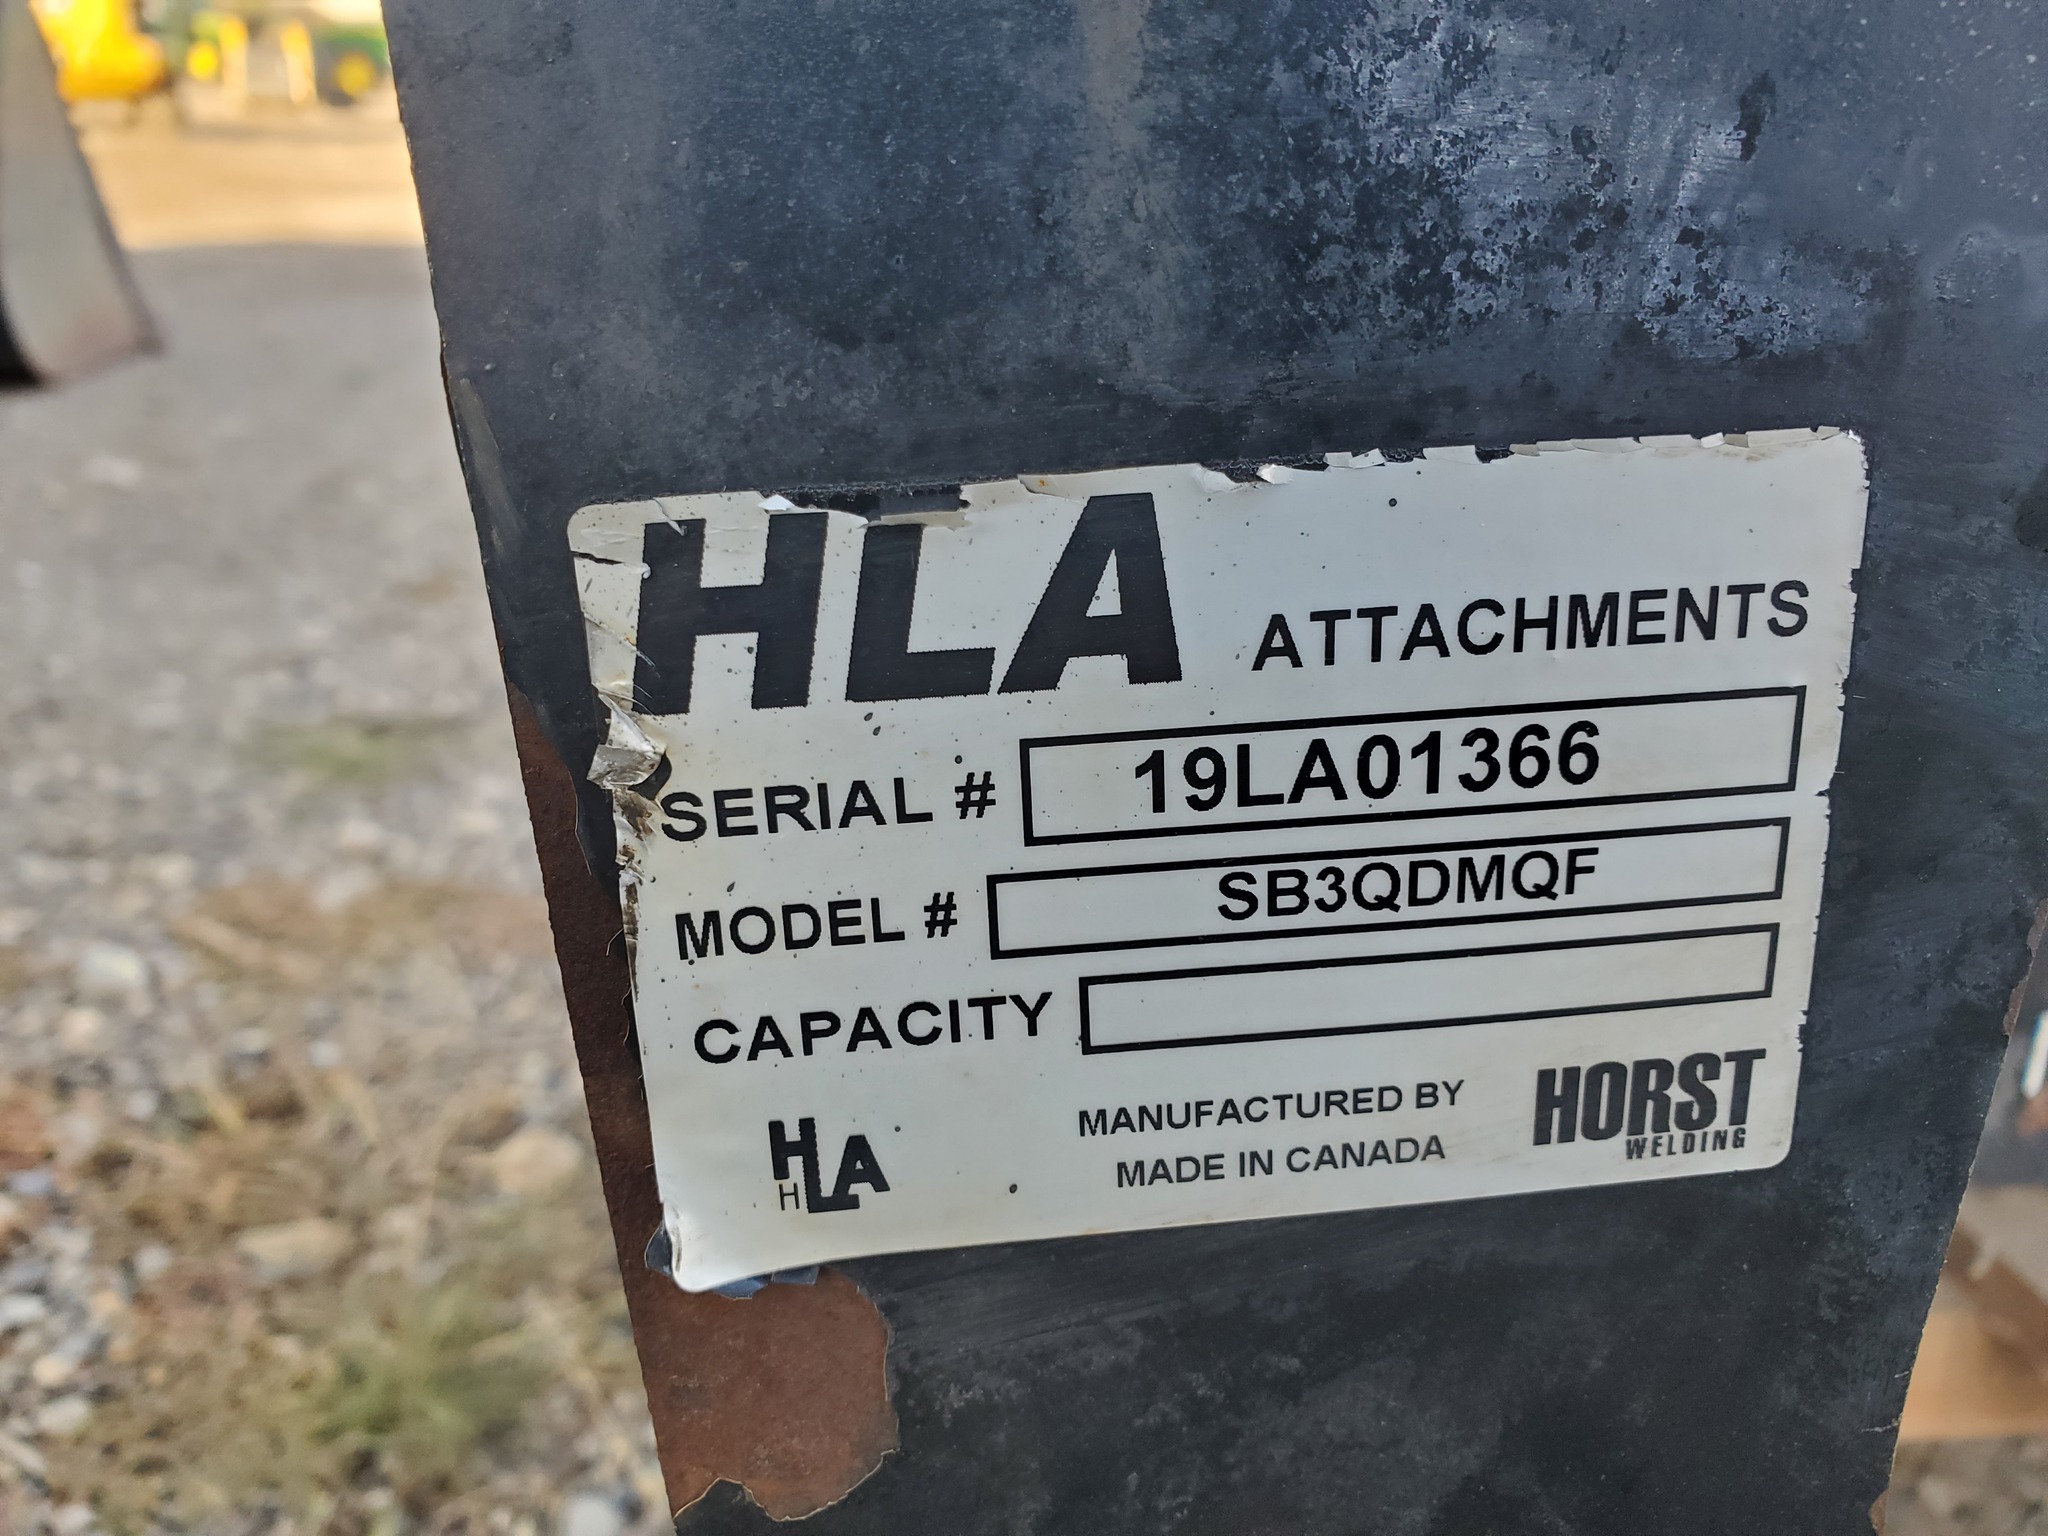 HLA ATTACHMENTS
SERIAL # 19LA01366
MODEL # SB3QDMQF
CAPACITY
HLA
H
MANUFACTURED BY
MADE IN CANADA
HORST
WELDING